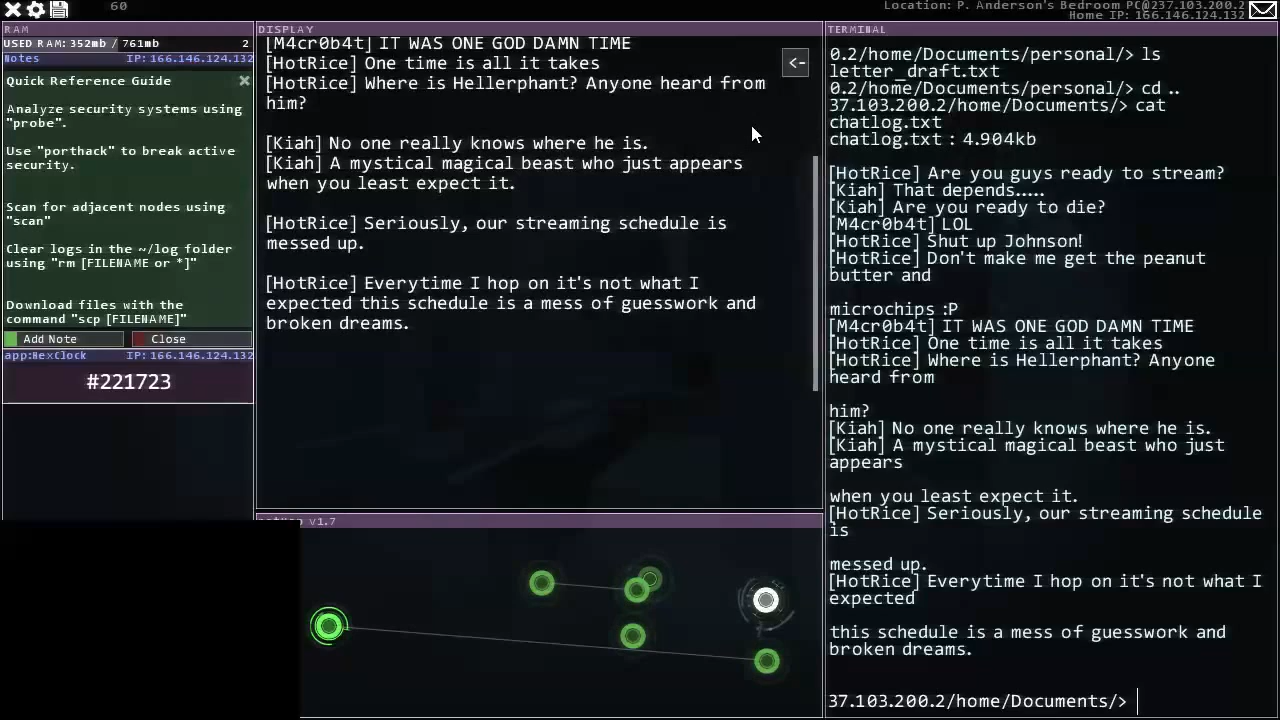 60
Location: P. Anderson's Bedroom PC@237.103.200.2
Home IP: 166.146.124.132
RAM
USED RAM: 352mb / 761mb 2
Notes IP: 166.146.124.132
Quick Reference Guide
Analyze security systems using
"probe".
Use "porthack" to break active
security.
Scan for adjacent nodes using
"scan"
Clear logs in the ~/log folder
using "rm [FILENAME or *]"
Download files with the
command "scp [FILENAME]"
Add Note Close
app:HexClock IP: 166.146.124.132
#221723
DISPLAY
[M4cr0b4t] IT WAS ONE GOD DAMN TIME
[HotRice] One time is all it takes
[HotRice] Where is Hellerphant? Anyone heard from
him?
[Kiah] No one really knows where he is.
[Kiah] A mystical magical beast who just appears
when you least expect it.
[HotRice] Seriously, our streaming schedule is
messed up.
[HotRice] Everytime I hop on it's not what I
expected this schedule is a mess of guesswork and
broken dreams.
<-
v1.7
TERMINAL
0.2/home/Documents/personal/> ls
letter_draft.txt
0.2/home/Documents/personal/> cd ..
37.103.200.2/home/Documents/> cat
chatlog.txt
chatlog.txt : 4.904kb
[HotRice] Are you guys ready to stream?
[Kiah] That depends.....
[Kiah] Are you ready to die?
[M4cr0b4t] LOL
[HotRice] Shut up Johnson!
[HotRice] Don't make me get the peanut
butter and
microchips :P
[M4cr0b4t] IT WAS ONE GOD DAMN TIME
[HotRice] One time is all it takes
[HotRice] Where is Hellerphant? Anyone
heard from
him?
[Kiah] No one really knows where he is.
[Kiah] A mystical magical beast who just
appears
when you least expect it.
[HotRice] Seriously, our streaming schedule
is
messed up.
[HotRice] Everytime I hop on it's not what I
expected
this schedule is a mess of guesswork and
broken dreams.
37.103.200.2/home/Documents/>